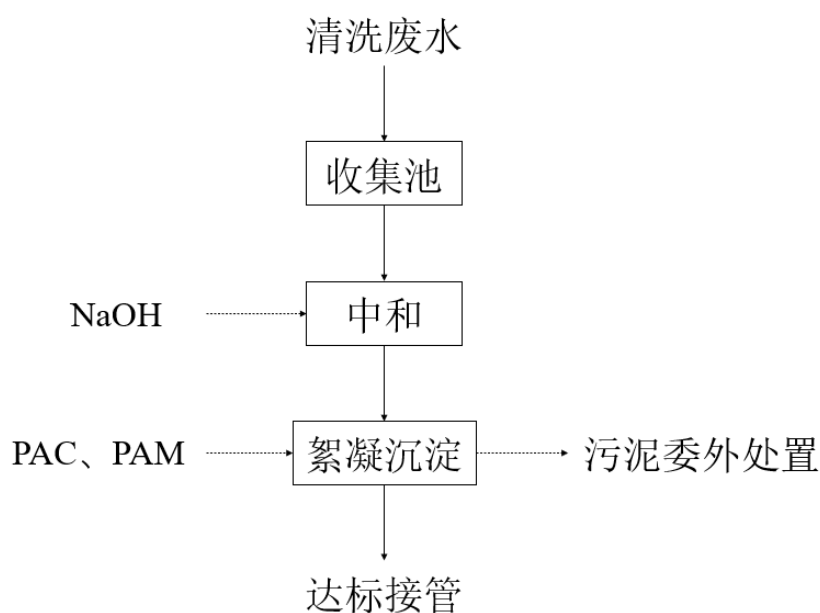 清洗废水
收集池
NaOH
中和
PAC、PAM
絮凝沉淀
污泥委外处置
达标接管